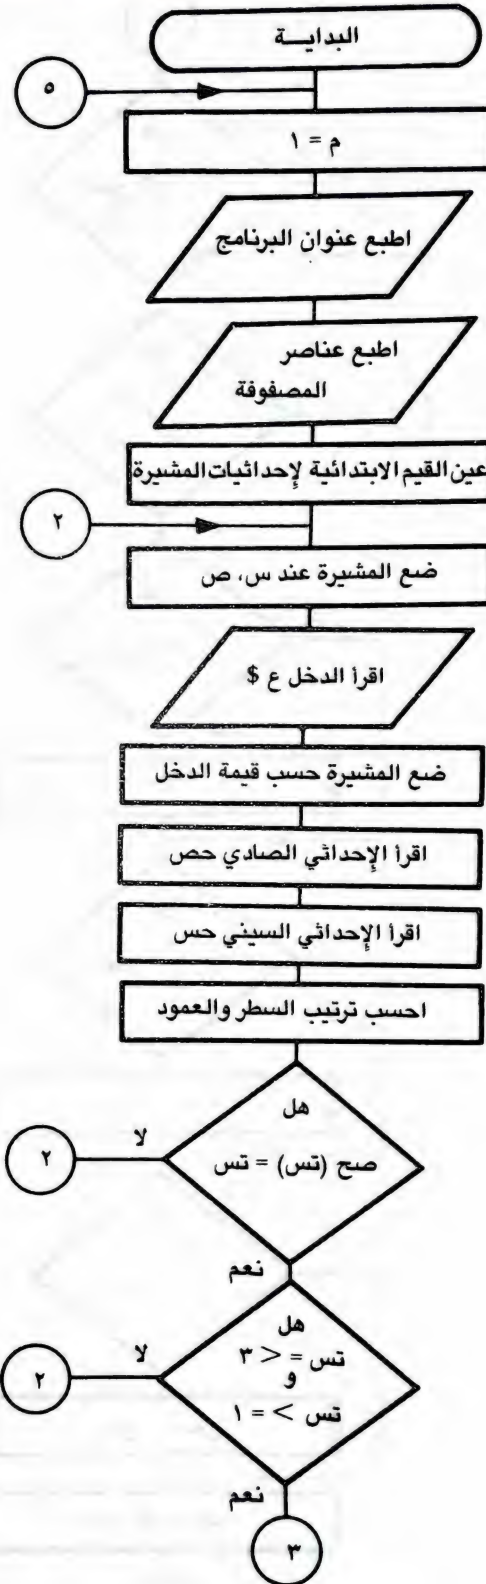 البدايــة
٥
م = ١
اطبع عنوان البرنامج
اطبع عناصر
المصفوفة
عين القيم الابتدائية لإحداثيات المشيرة
٢
ضع المشيرة عند س، ص
اقرأ الدخل ع $
ضع المشيرة حسب قيمة الدخل
اقرأ الإحداثي الصادي حص
اقرأ الإحداثي السيني حس
احسب ترتيب السطر والعمود
هل
صح (تس) = تس
لا
٢
نعم
هل
تس = < ٣
و
تس > = ١
لا
٢
نعم
٣